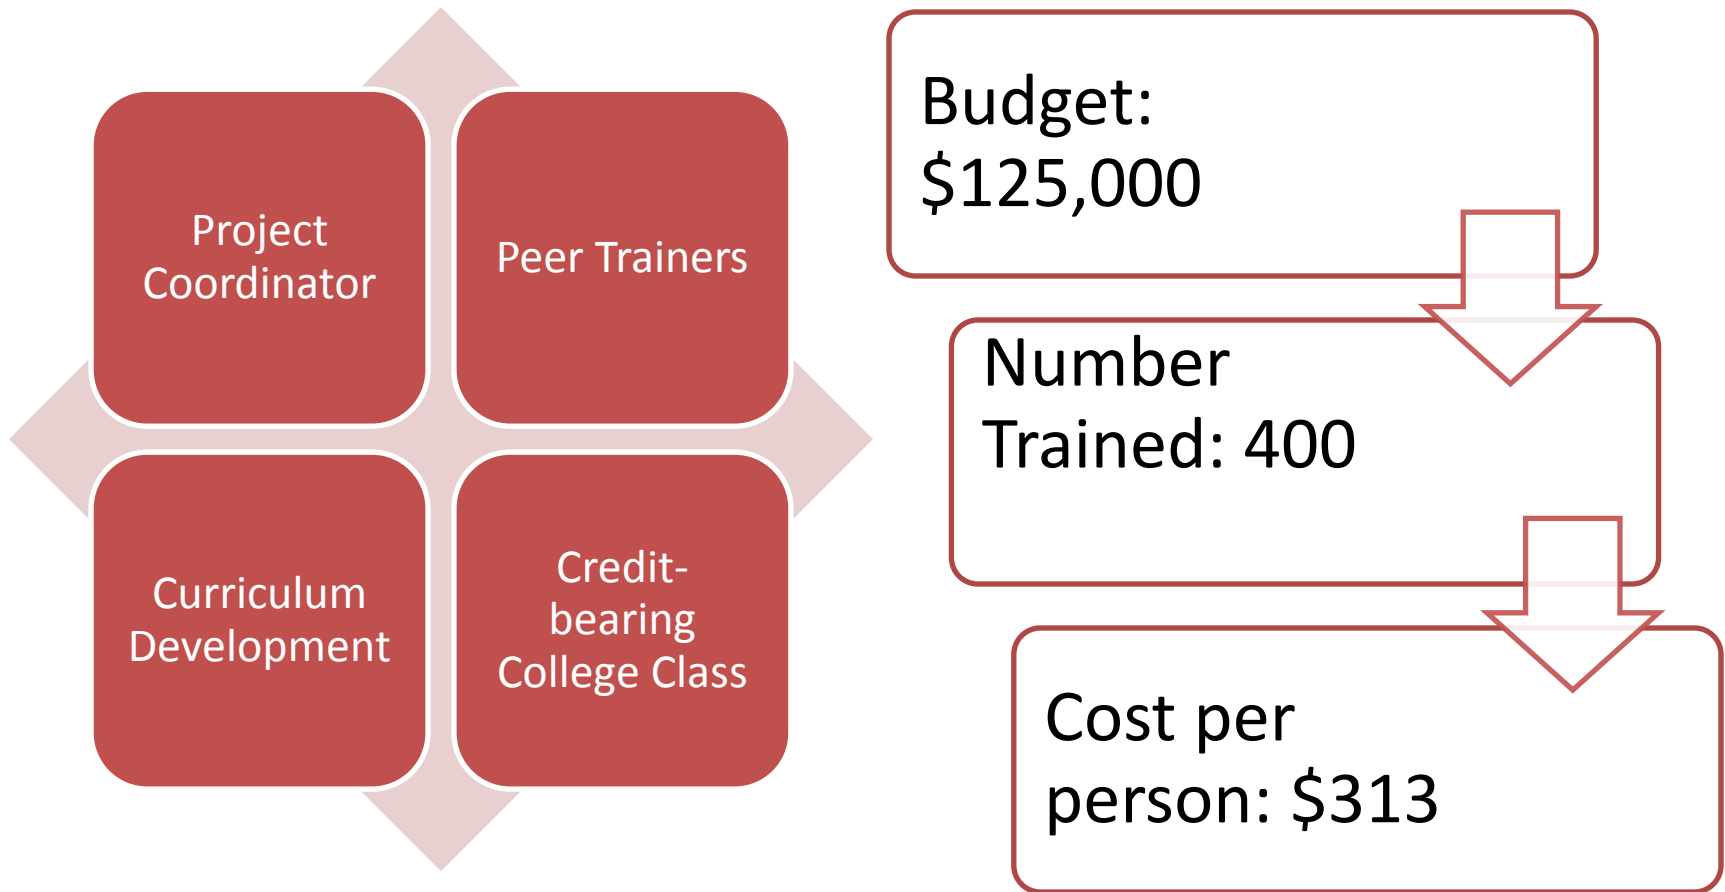 Project
Coordinator
Peer Trainers
Curriculum
Development
Credit-
bearing
College Class
Budget:
$125,000
Number
Trained: 400
Cost per
person: $313